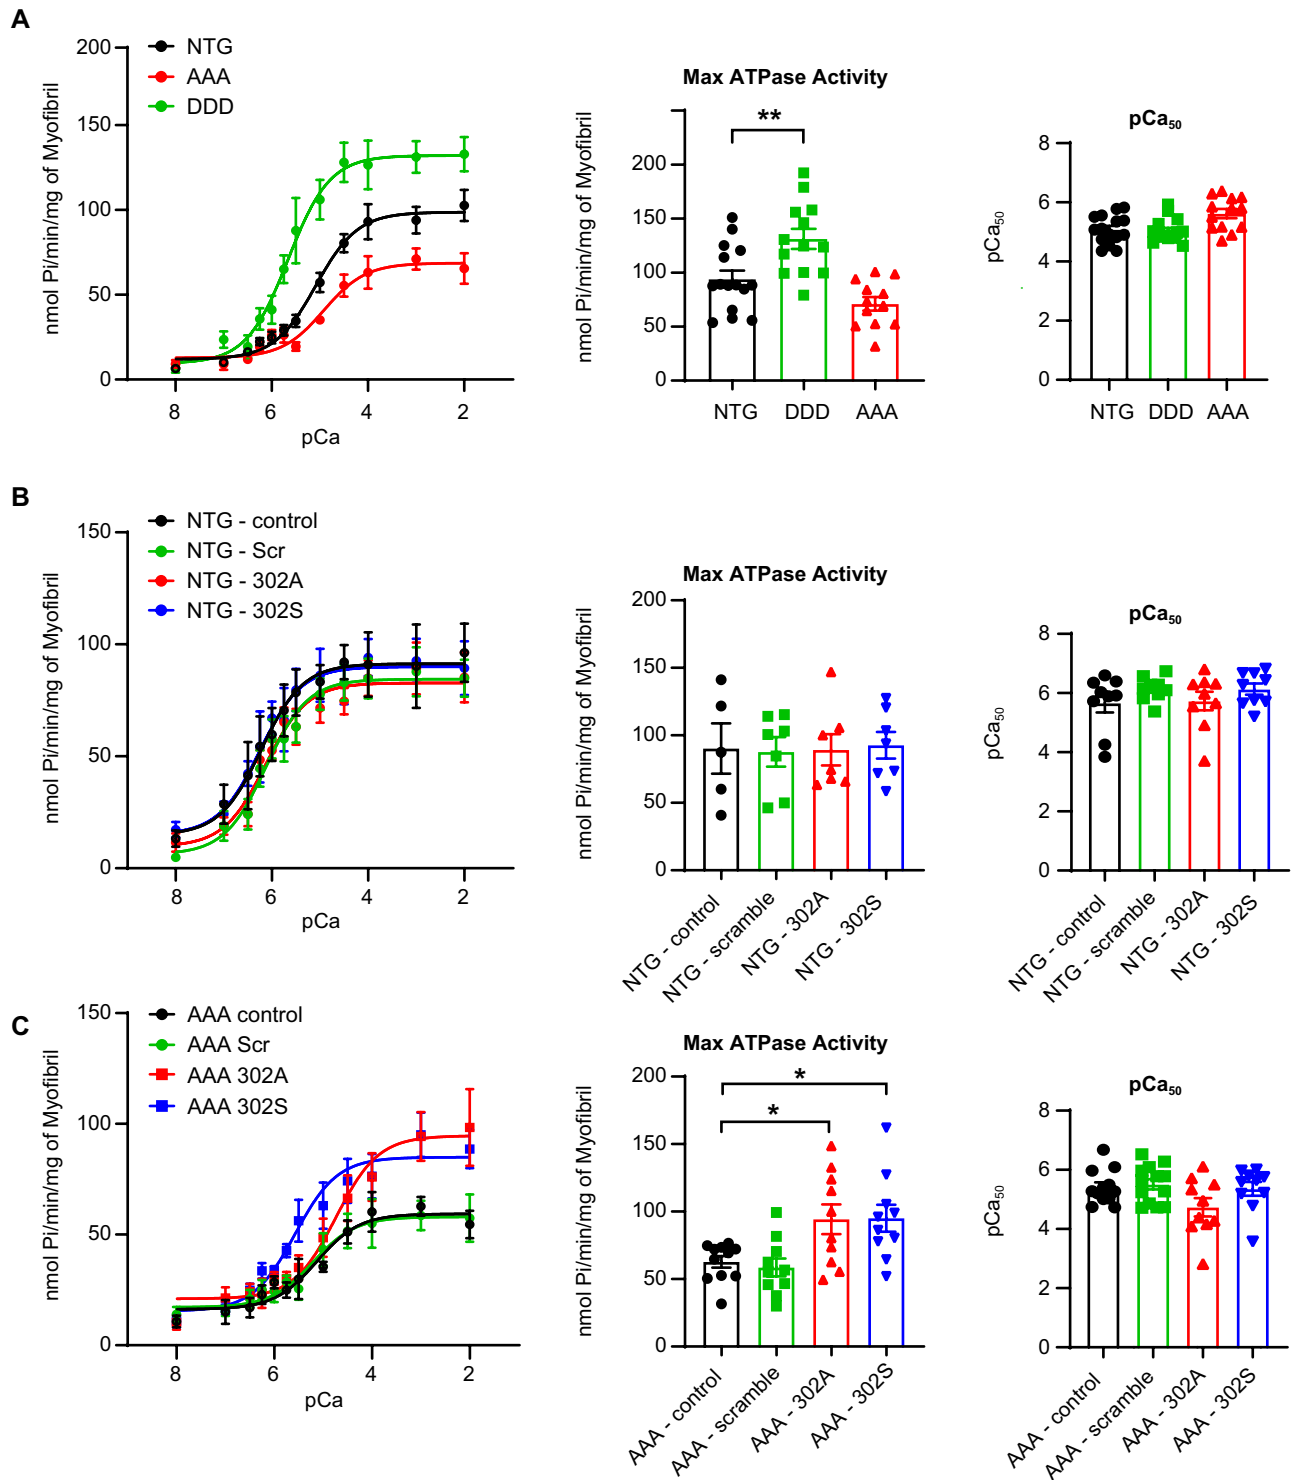 A
NTG
AAA
DDD
nmol Pi/min/mg of Myofibril
200
150
100
50
0
8
6
4
2
pCa
Max ATPase Activity
**
nmol Pi/min/mg of Myofibril
200
150
100
50
0
NTG
DDD
AAA
pCa₅₀
pCa₅₀
8
6
4
2
0
NTG
DDD
AAA
B
NTG - control
NTG - Scr
NTG - 302A
NTG - 302S
nmol Pi/min/mg of Myofibril
150
100
50
0
8
6
4
2
pCa
Max ATPase Activity
nmol Pi/min/mg of Myofibril
200
150
100
50
0
NTG - control
NTG - scramble
NTG - 302A
NTG - 302S
pCa₅₀
pCa₅₀
8
6
4
2
0
NTG - control
NTG - scramble
NTG - 302A
NTG - 302S
C
AAA control
AAA Scr
AAA 302A
AAA 302S
nmol Pi/min/mg of Myofibril
150
100
50
0
8
6
4
2
pCa
Max ATPase Activity
*
*
nmol Pi/min/mg of Myofibril
200
150
100
50
0
AAA - control
AAA - scramble
AAA - 302A
AAA - 302S
pCa₅₀
pCa₅₀
8
6
4
2
0
AAA - control
AAA - scramble
AAA - 302A
AAA - 302S